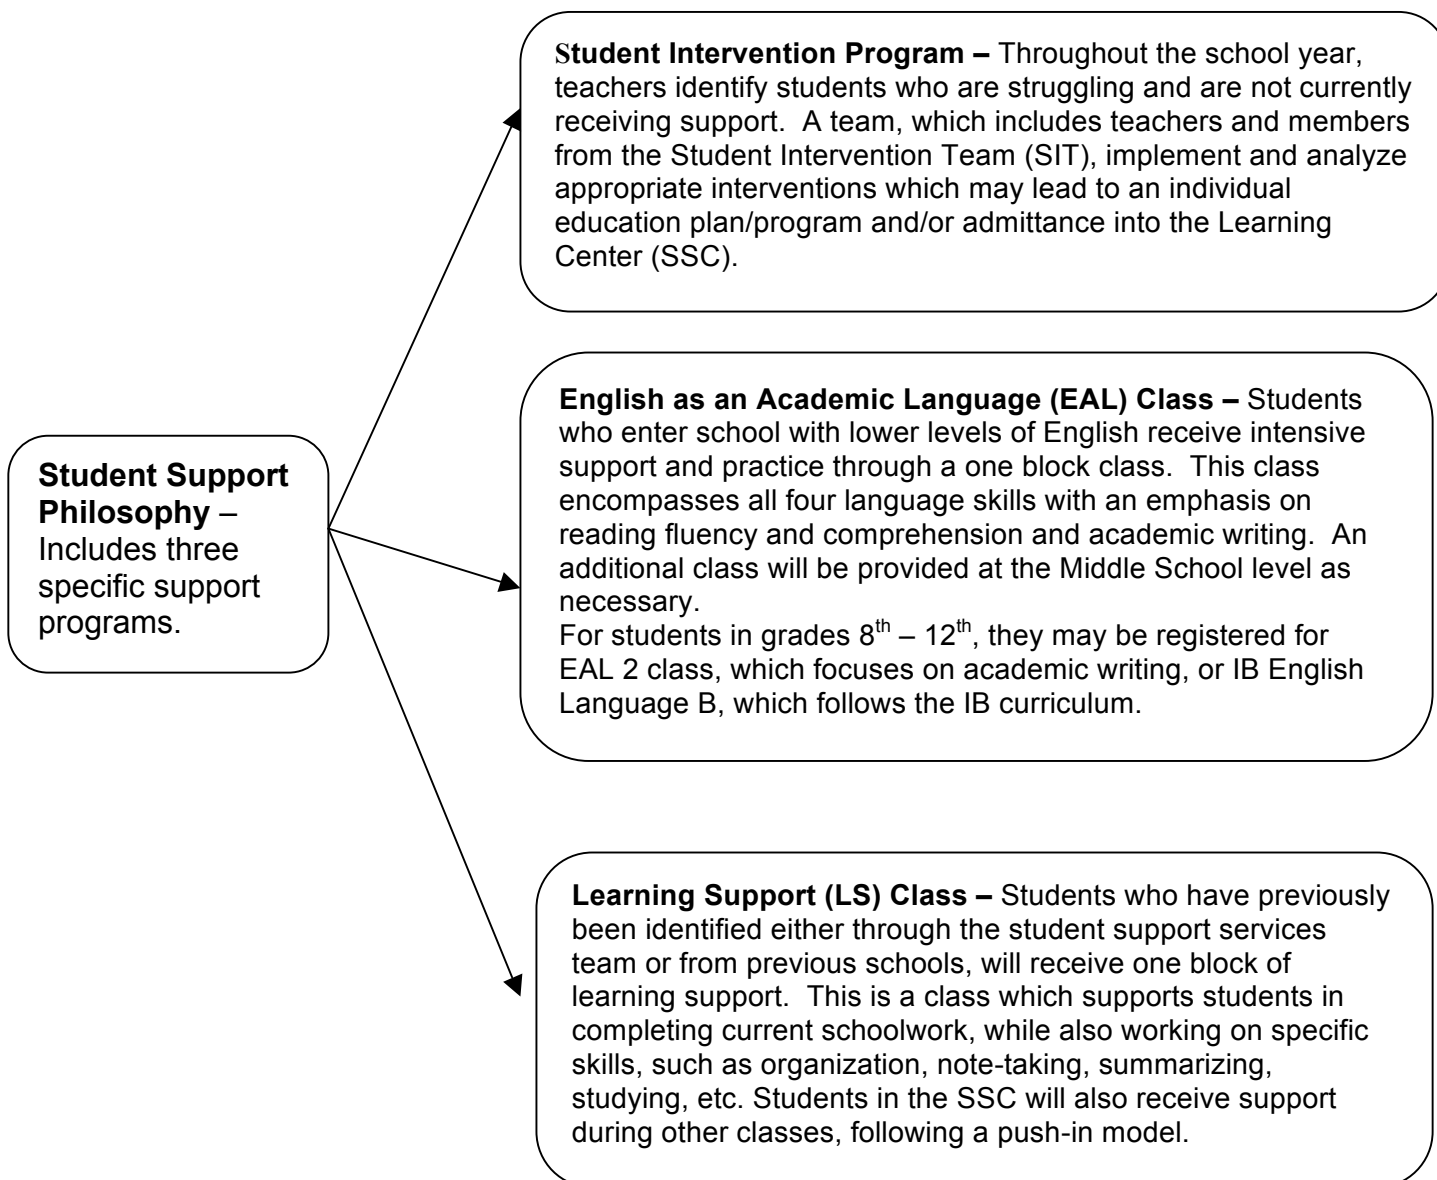 Student Intervention Program – Throughout the school year,
teachers identify students who are struggling and are not currently
receiving support.  A team, which includes teachers and members
from the Student Intervention Team (SIT), implement and analyze
appropriate interventions which may lead to an individual
education plan/program and/or admittance into the Learning
Center (SSC).
Student Support
Philosophy –
Includes three
specific support
programs.
English as an Academic Language (EAL) Class – Students
who enter school with lower levels of English receive intensive
support and practice through a one block class.  This class
encompasses all four language skills with an emphasis on
reading fluency and comprehension and academic writing.  An
additional class will be provided at the Middle School level as
necessary.
For students in grades 8th – 12th, they may be registered for
EAL 2 class, which focuses on academic writing, or IB English
Language B, which follows the IB curriculum.
Learning Support (LS) Class – Students who have previously
been identified either through the student support services
team or from previous schools, will receive one block of
learning support.  This is a class which supports students in
completing current schoolwork, while also working on specific
skills, such as organization, note-taking, summarizing,
studying, etc. Students in the SSC will also receive support
during other classes, following a push-in model.